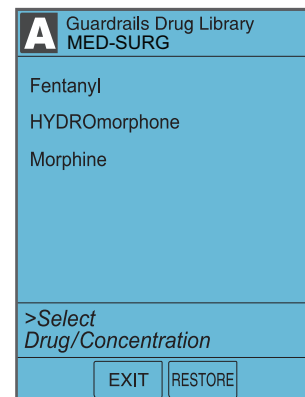 A Guardrails Drug Library
MED-SURG
Fentanyl
HYDROmorphone
Morphine
>Select
Drug/Concentration
EXIT RESTORE